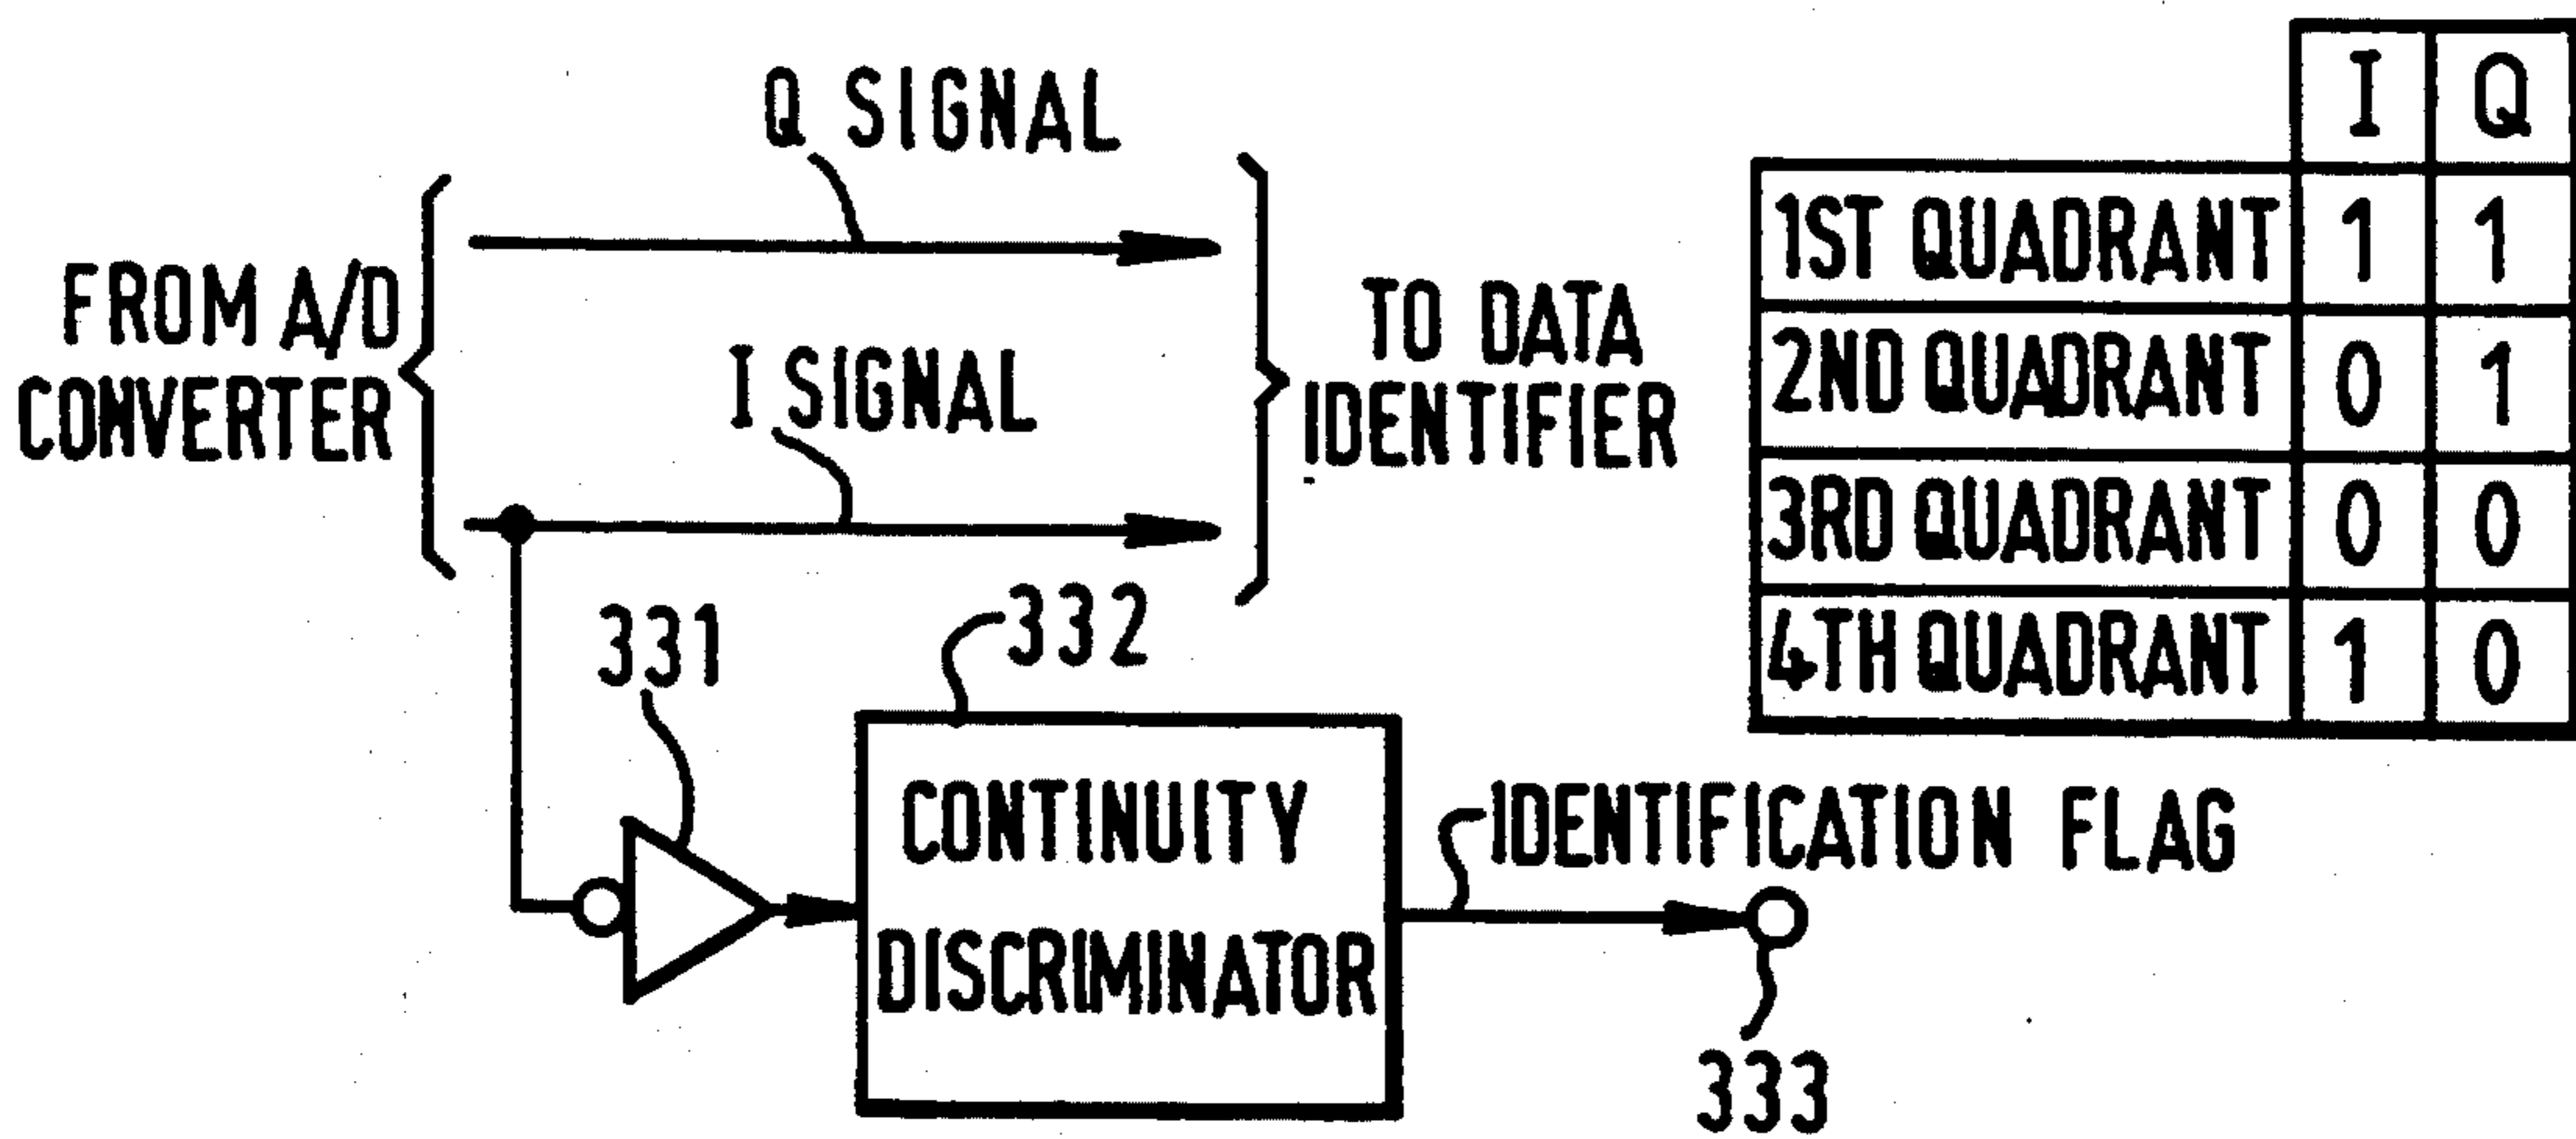 Q SIGNAL
FROM A/D
CONVERTER
I SIGNAL
TO DATA
IDENTIFIER
I Q
1ST QUADRANT 1 1
2ND QUADRANT 0 1
3RD QUADRANT 0 0
4TH QUADRANT 1 0
331
332
CONTINUITY
DISCRIMINATOR
IDENTIFICATION FLAG
333